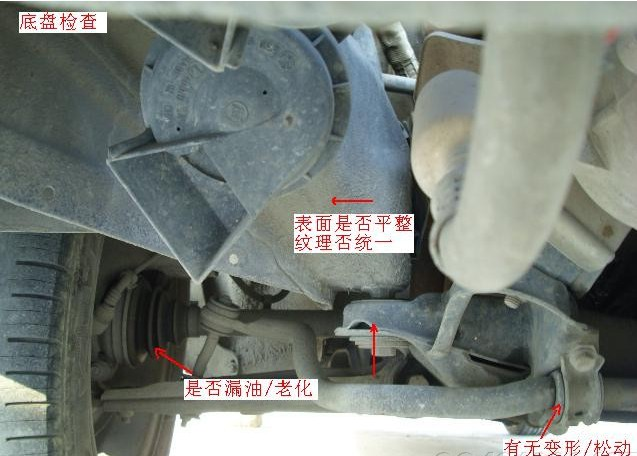 底盘检查
表面是否平整
纹理否统一
是否漏油/老化
有无变形/松动